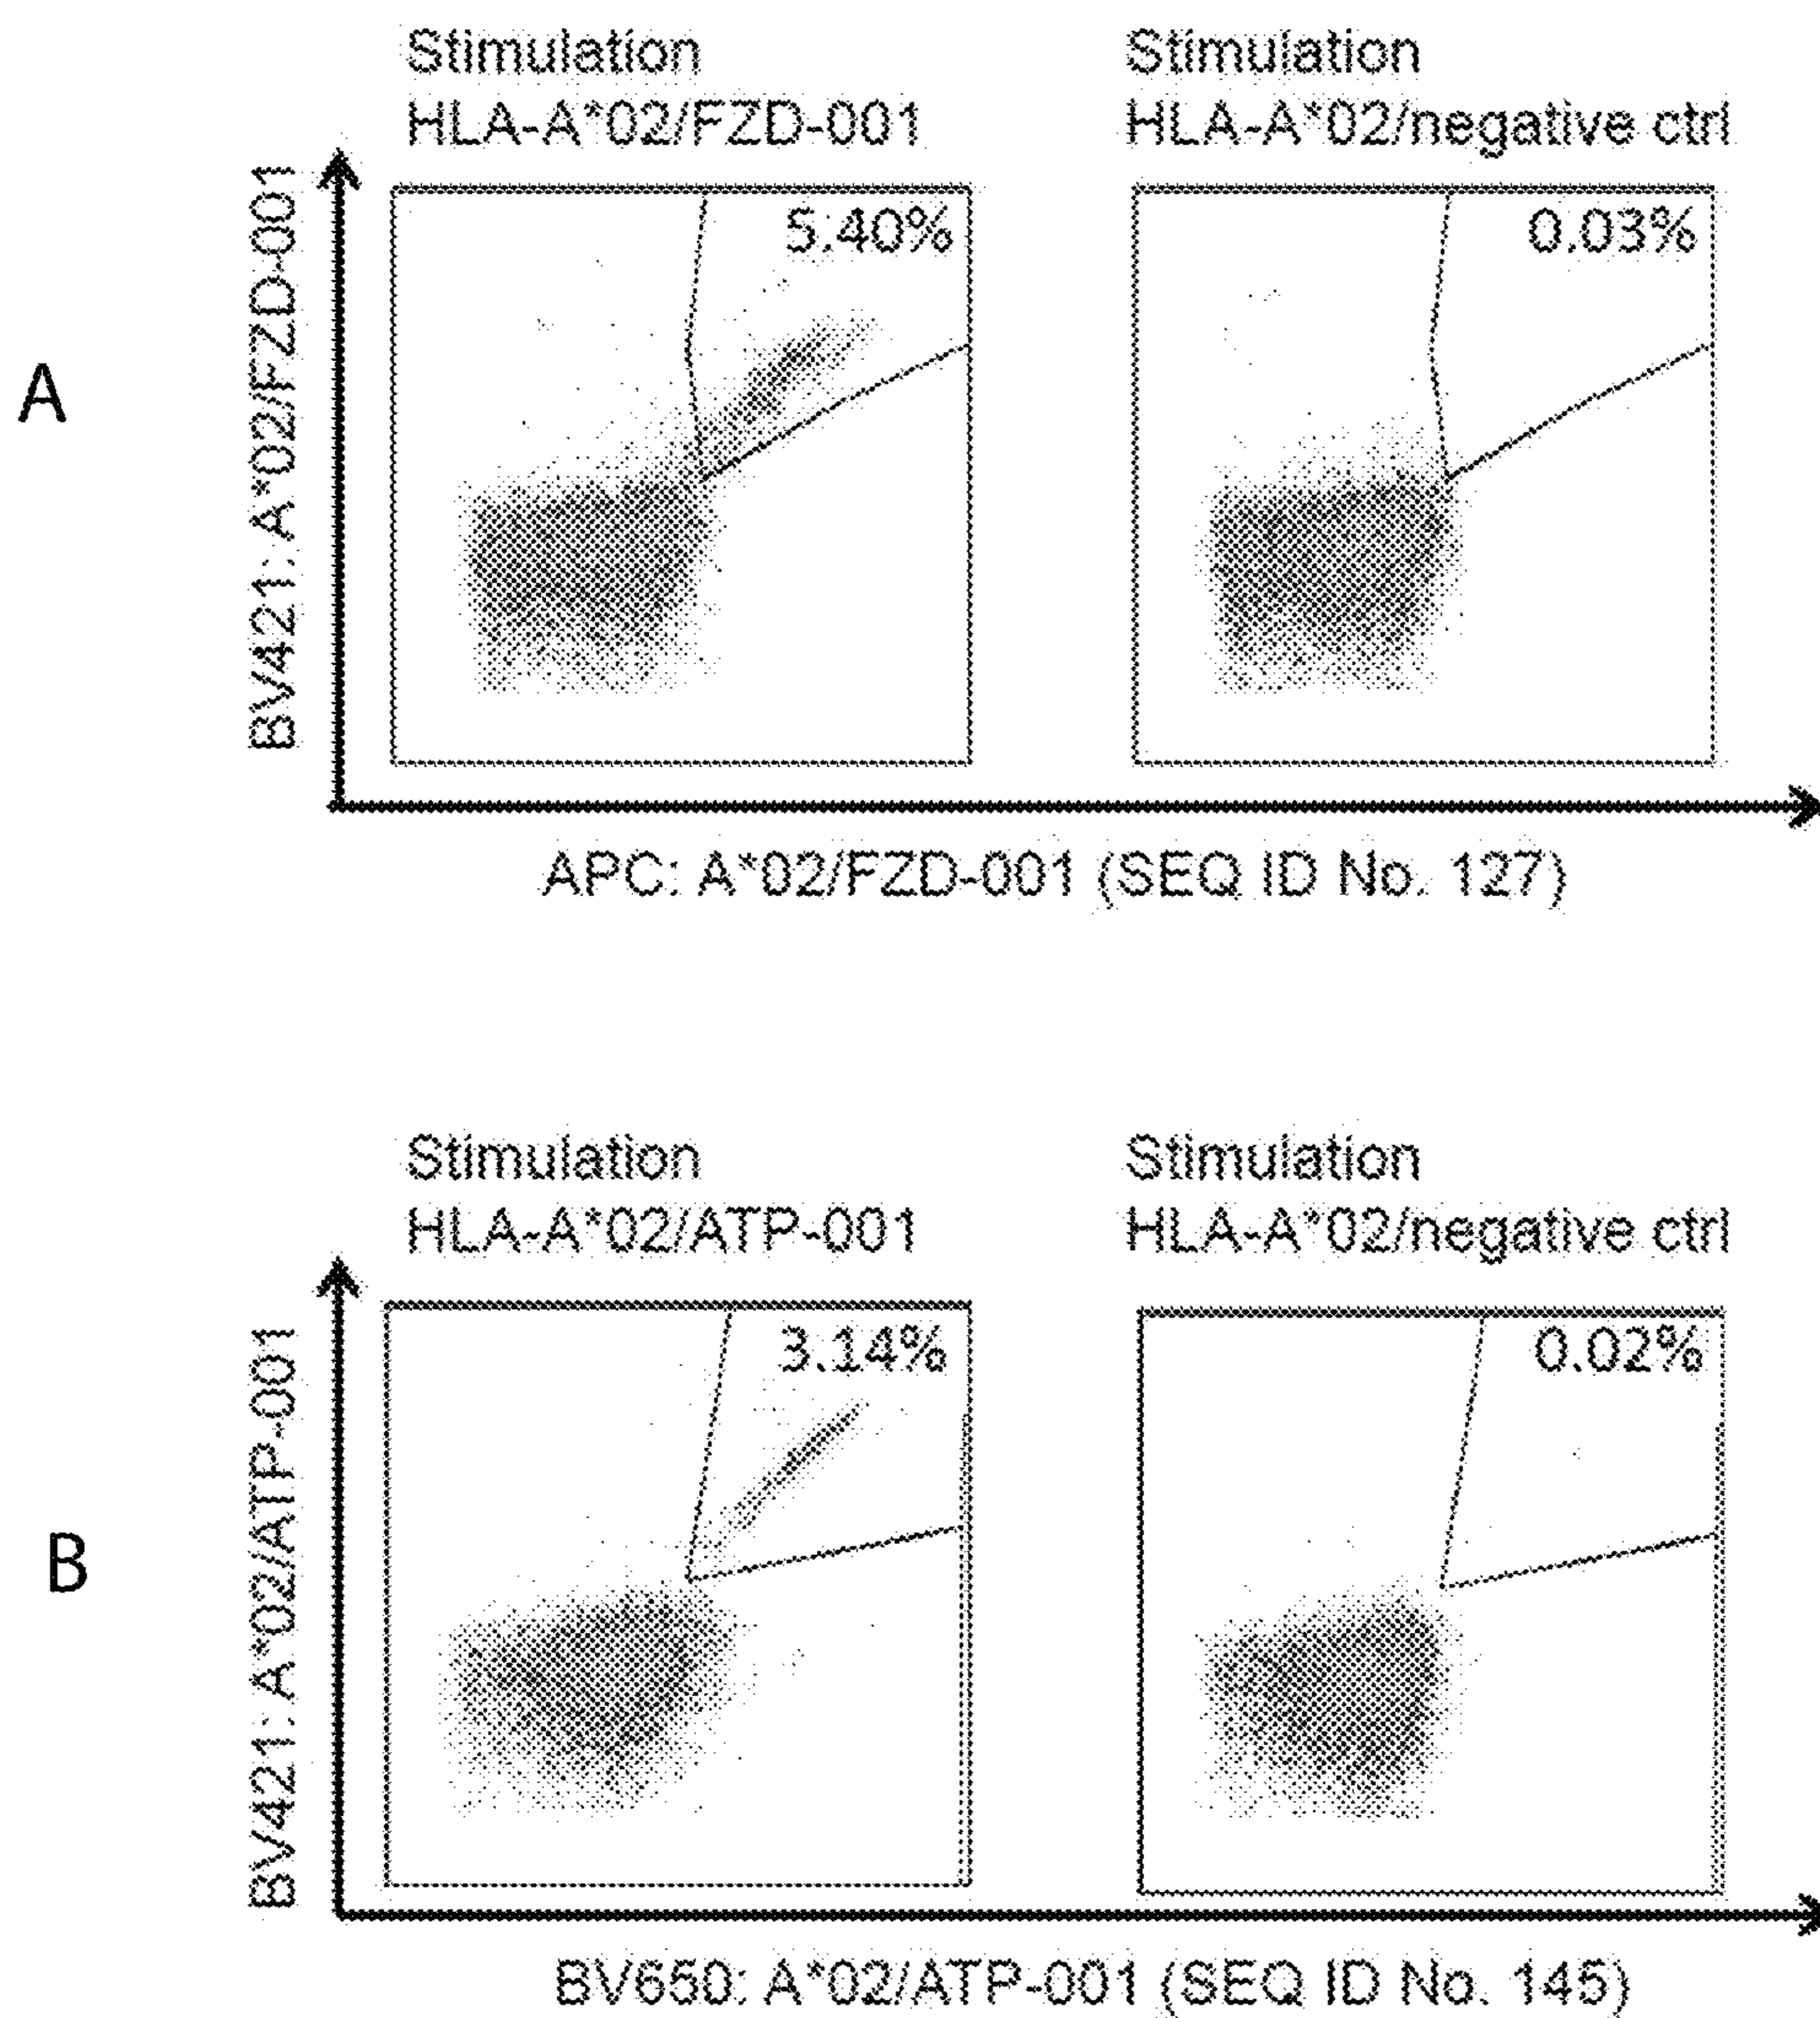 A
Stimulation
HLA-A*02/FZD-001
Stimulation
HLA-A*02/negative ctrl
BV421: A*02/FZD-001
5.40%
0.03%
APC: A*02/FZD-001 (SEQ ID No. 127)
B
Stimulation
HLA-A*02/ATP-001
Stimulation
HLA-A*02/negative ctrl
BV421: A*02/ATP-001
3.14%
0.02%
BV650: A*02/ATP-001 (SEQ ID No. 145)